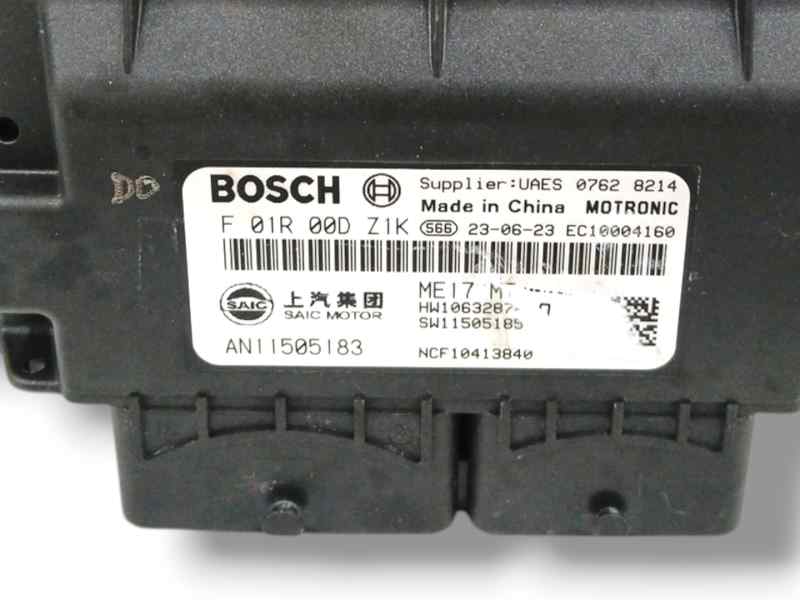 BOSCH
Supplier:UAES 0762 8214
Made in China MOTRONIC
F 01R 00D Z1K S66 23-06-23 EC10004160
SAIC
上汽集团
SAIC MOTOR
ME17
SW11505185
AN11505183
NCF10413840